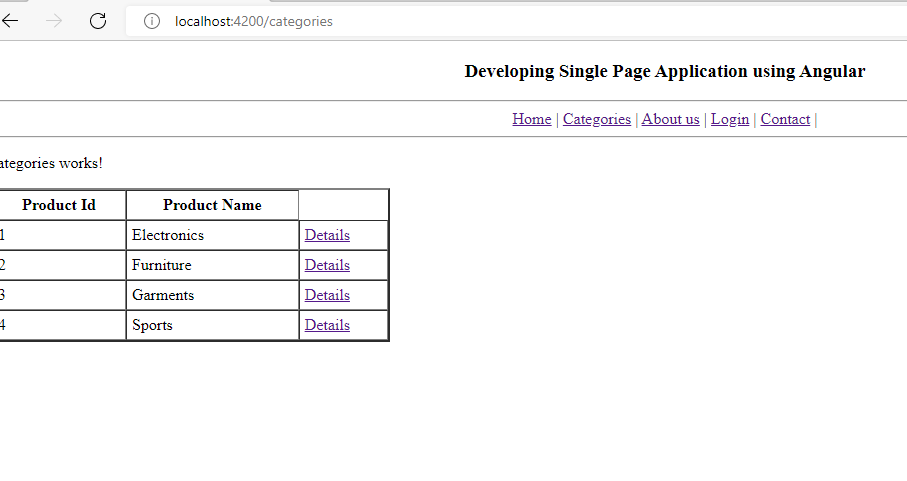 localhost:4200/categories
Developing Single Page Application using Angular
Home | Categories | About us | Login | Contact |
ategories works!
Product Id Product Name
1 Electronics Details
2 Furniture Details
3 Garments Details
4 Sports Details